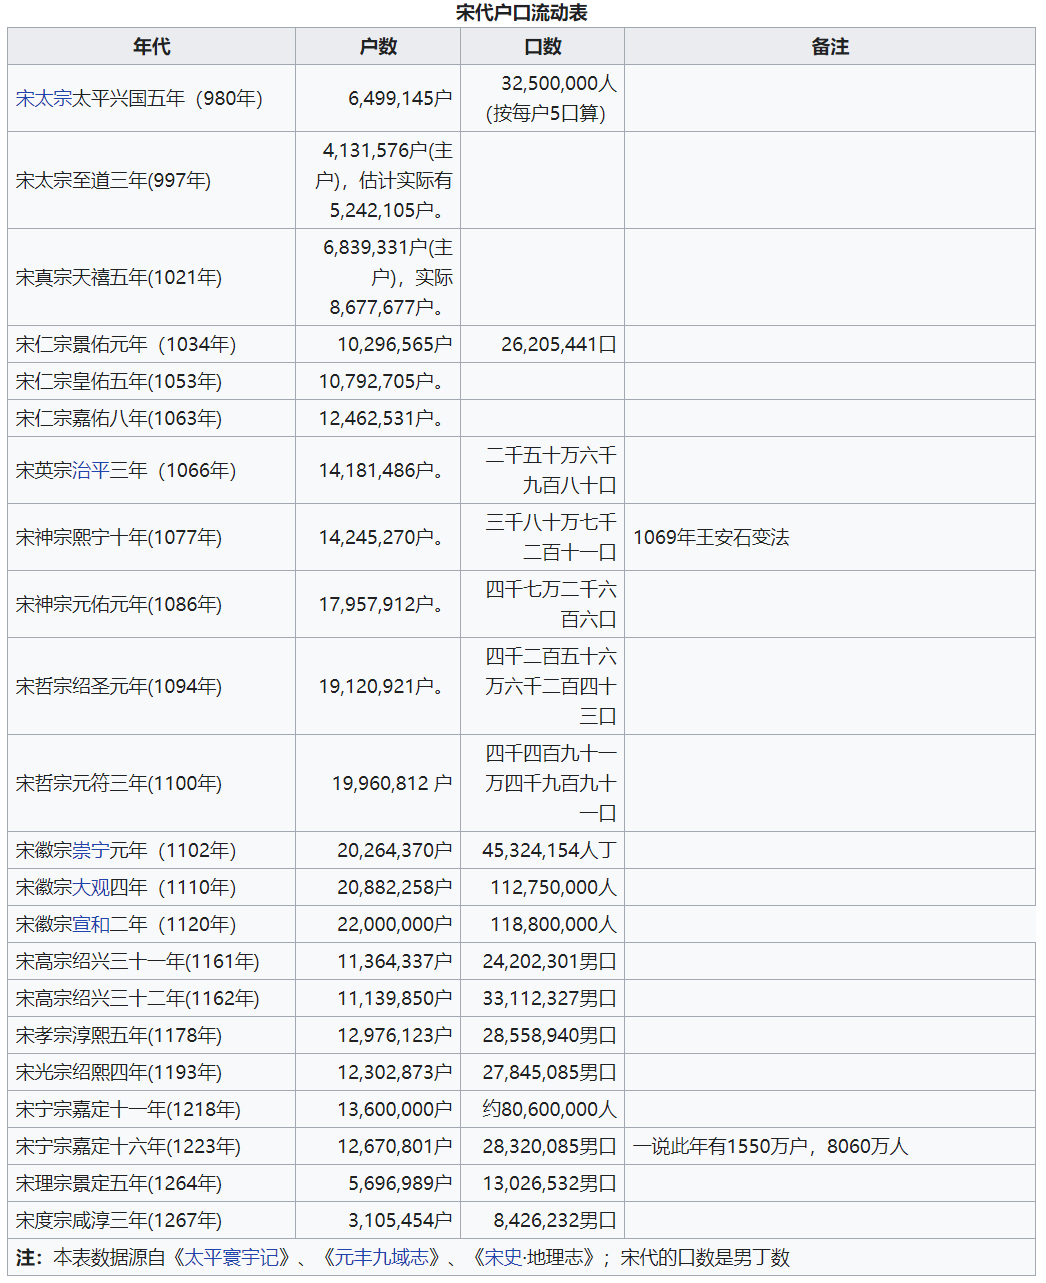 宋代户口流动表
年代 户数 口数 备注
宋太宗太平兴国五年（980年） 6,499,145户 32,500,000人
(按每户5口算)
宋太宗至道三年(997年) 4,131,576户(主
户)，估计实际有
5,242,105户。
宋真宗天禧五年(1021年) 6,839,331户(主
户)，实际
8,677,677户。
宋仁宗景佑元年（1034年） 10,296,565户 26,205,441口
宋仁宗皇佑五年(1053年) 10,792,705户。
宋仁宗嘉佑八年(1063年) 12,462,531户。
宋英宗治平三年（1066年） 14,181,486户。 二千五十万六千
九百八十口
宋神宗熙宁十年(1077年) 14,245,270户。 三千八十万七千
二百十一口 1069年王安石变法
宋神宗元佑元年(1086年) 17,957,912户。 四千七万二千六
百六口
宋哲宗绍圣元年(1094年) 19,120,921户。 四千二百五十六
万六千二百四十
三口
宋哲宗元符三年(1100年) 19,960,812 户 四千四百九十一
万四千九百九十
一口
宋徽宗崇宁元年（1102年） 20,264,370户 45,324,154人丁
宋徽宗大观四年（1110年） 20,882,258户 112,750,000人
宋徽宗宣和二年（1120年） 22,000,000户 118,800,000人
宋高宗绍兴三十一年(1161年) 11,364,337户 24,202,301男口
宋高宗绍兴三十二年(1162年) 11,139,850户 33,112,327男口
宋孝宗淳熙五年(1178年) 12,976,123户 28,558,940男口
宋光宗绍熙四年(1193年) 12,302,873户 27,845,085男口
宋宁宗嘉定十一年(1218年) 13,600,000户 约80,600,000人
宋宁宗嘉定十六年(1223年) 12,670,801户 28,320,085男口 一说此年有1550万户，8060万人
宋理宗景定五年(1264年) 5,696,989户 13,026,532男口
宋度宗咸淳三年(1267年) 3,105,454户 8,426,232男口
注：本表数据源自《太平寰宇记》、《元丰九域志》、《宋史·地理志》；宋代的口数是男丁数